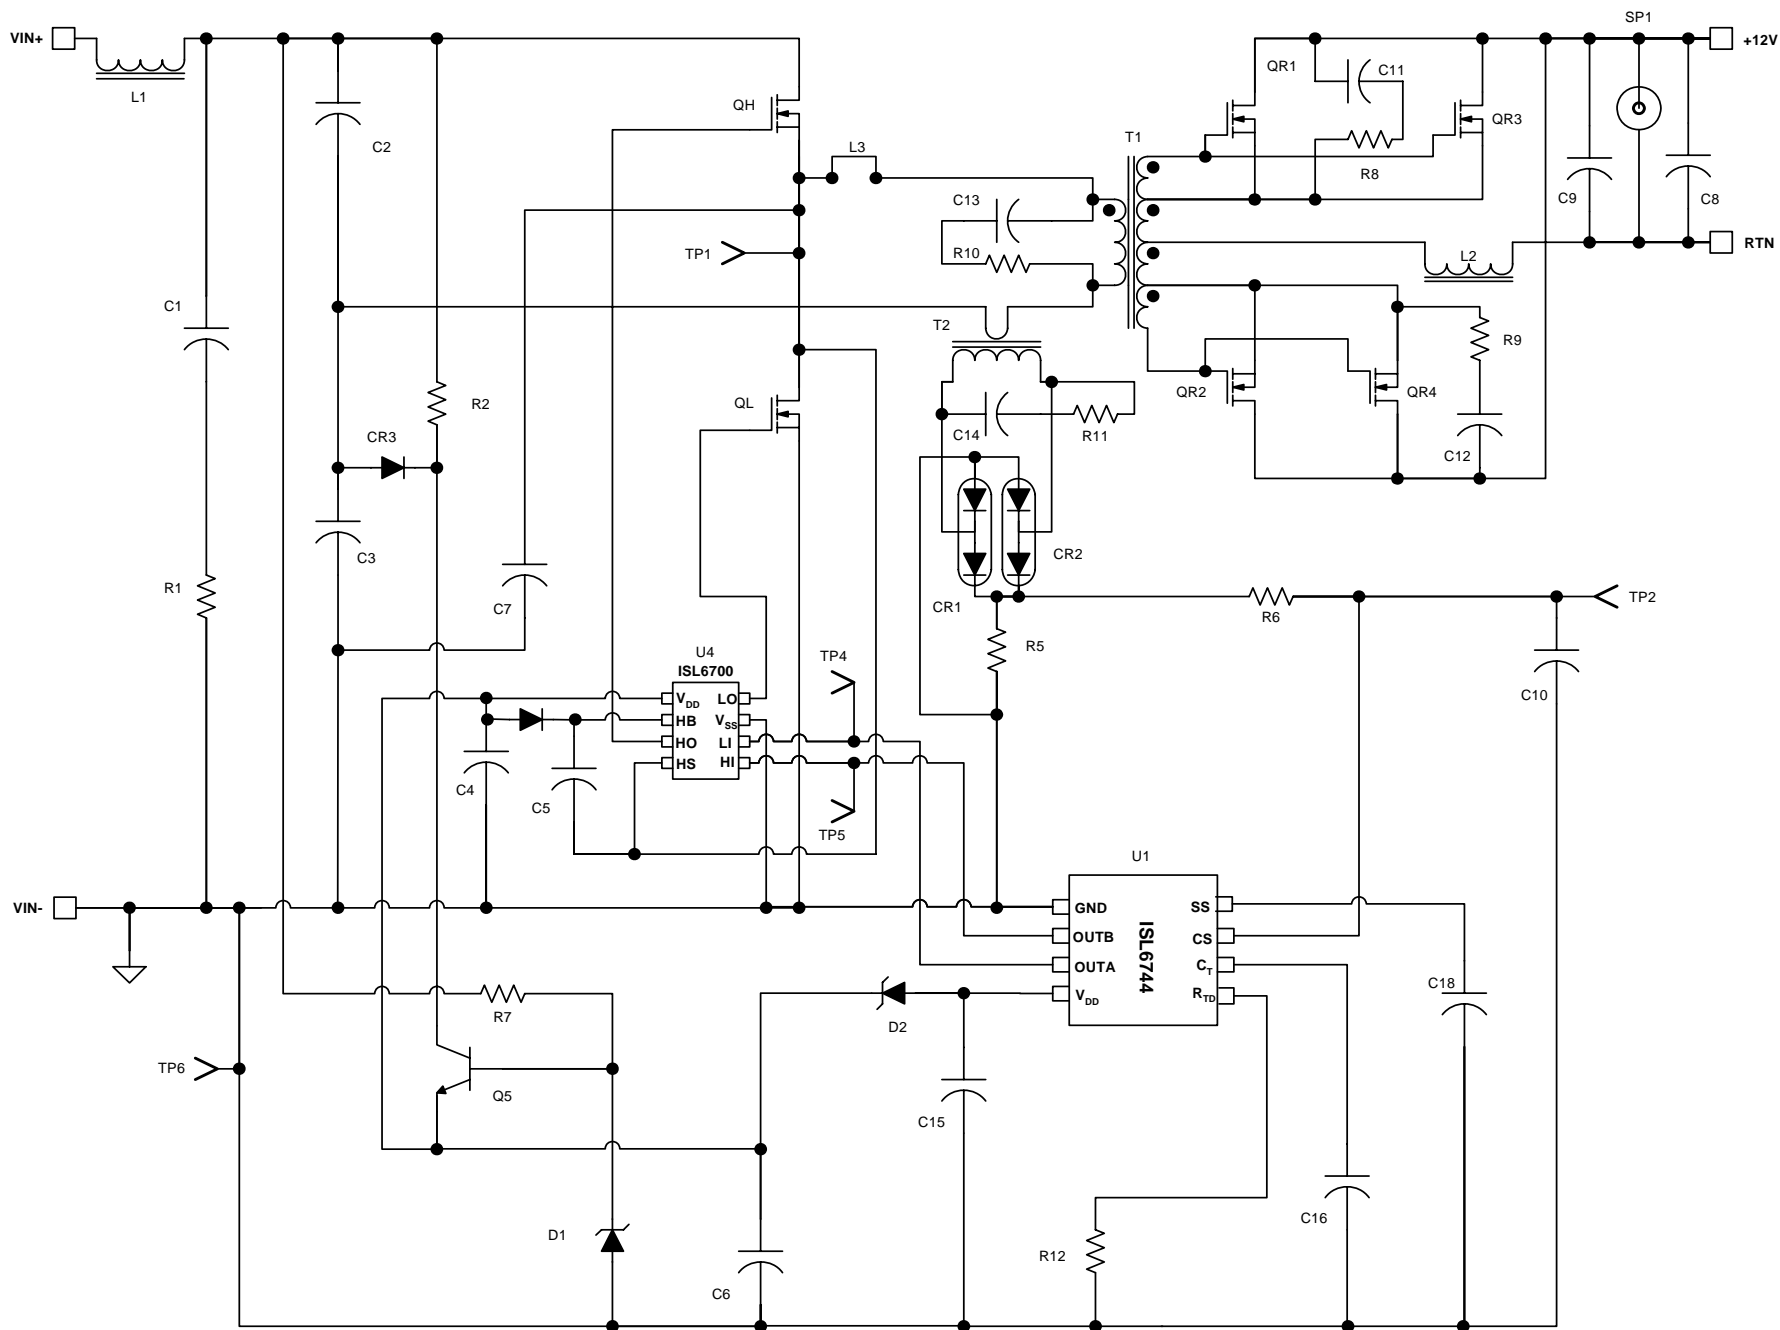 SP1
VIN+
+12V
L1
QH
QR1
C11
QR3
C2
L3
T1
R8
C9
C8
C13
TP1
R10
RTN
L2
C1
T2
R9
R2
QL
QR2
QR4
CR3
C14
R11
C12
C3
CR2
R1
C7
CR1
R6
TP2
R5
U4
ISL6700
TP4
C10
VDD
LO
HB
VSS
HO
LI
HS
HI
C4
C5
TP5
U1
VIN-
GND
SS
OUTB
CS
OUTA
CT
VDD
RTD
ISL6744
C18
R7
D2
TP6
Q5
C15
D1
C16
R12
C6